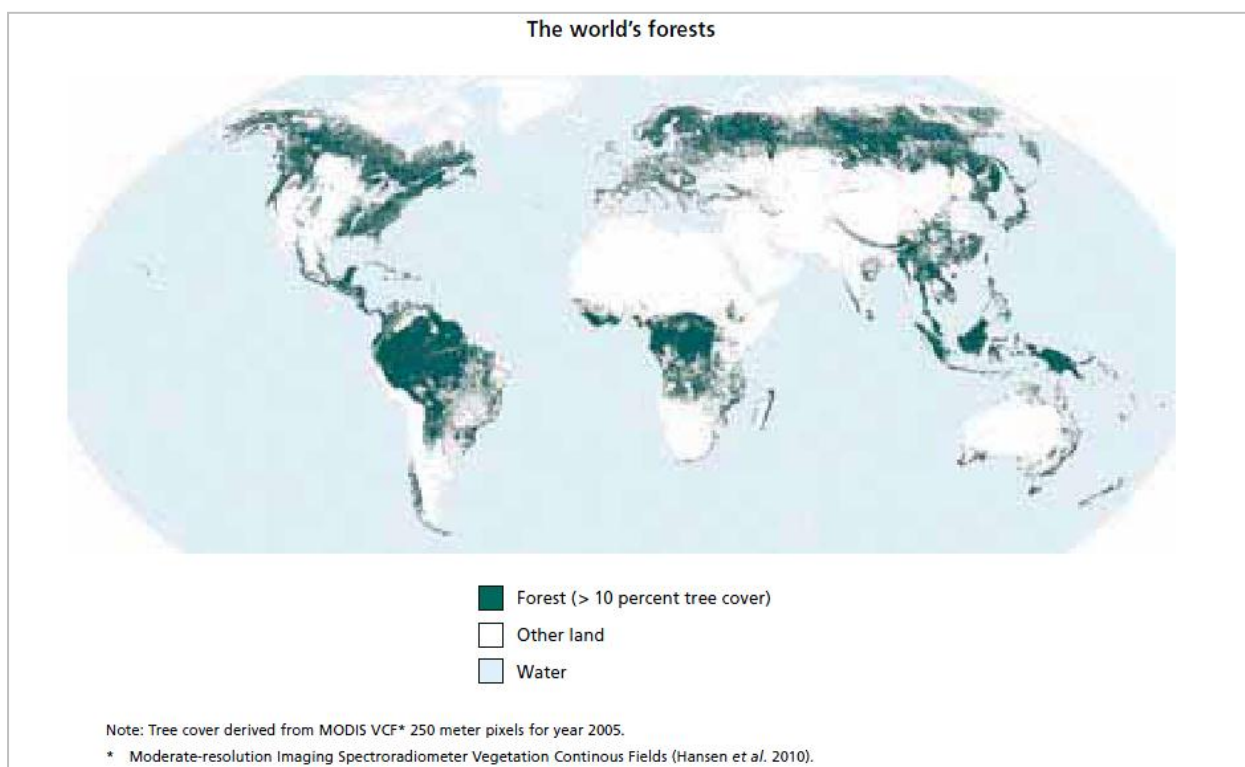 The world's forests
Forest (> 10 percent tree cover)
Other land
Water
Note: Tree cover derived from MODIS VCF* 250 meter pixels for year 2005.
* Moderate-resolution Imaging Spectroradiometer Vegetation Continous Fields (Hansen et al. 2010).